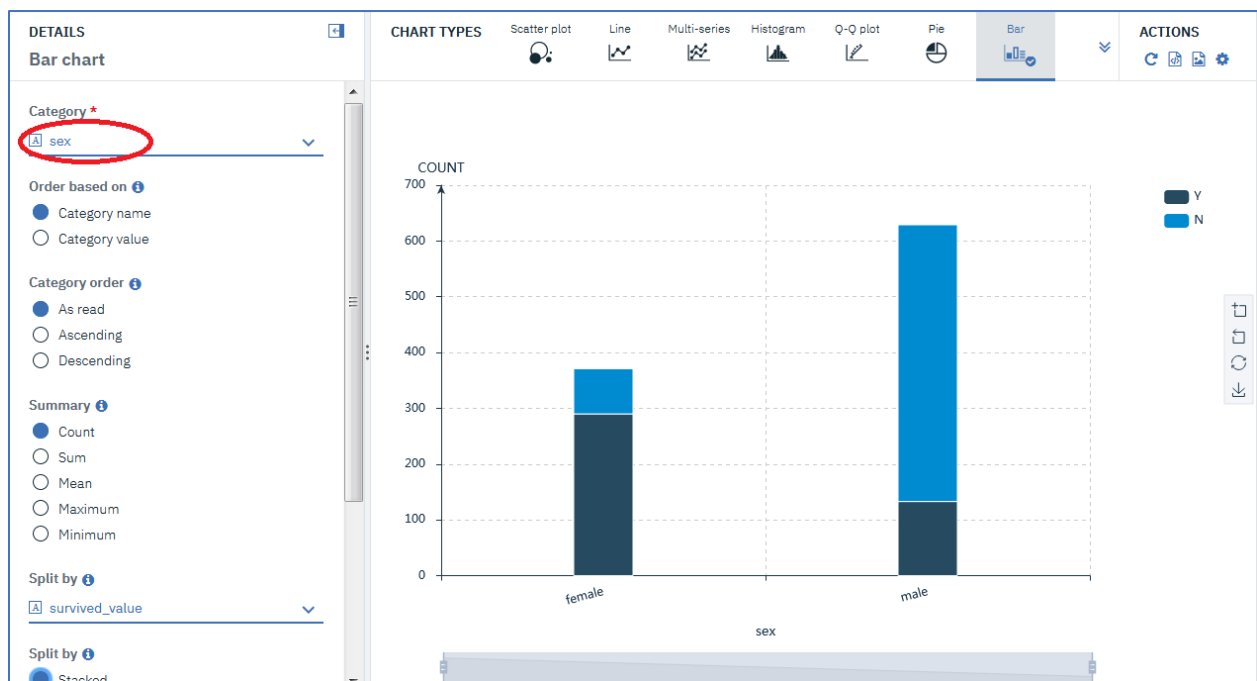 DETAILS
Bar chart
Category *
A sex
Order based on i
Category name
Category value
Category order i
As read
Ascending
Descending
Summary i
Count
Sum
Mean
Maximum
Minimum
Split by i
A survived_value
Split by i
Stacked
CHART TYPES
Scatter plot
Line
Multi-series
Histogram
Q-Q plot
Pie
Bar
ACTIONS
COUNT
700
600
500
400
300
200
100
0
female
male
sex
Y
N